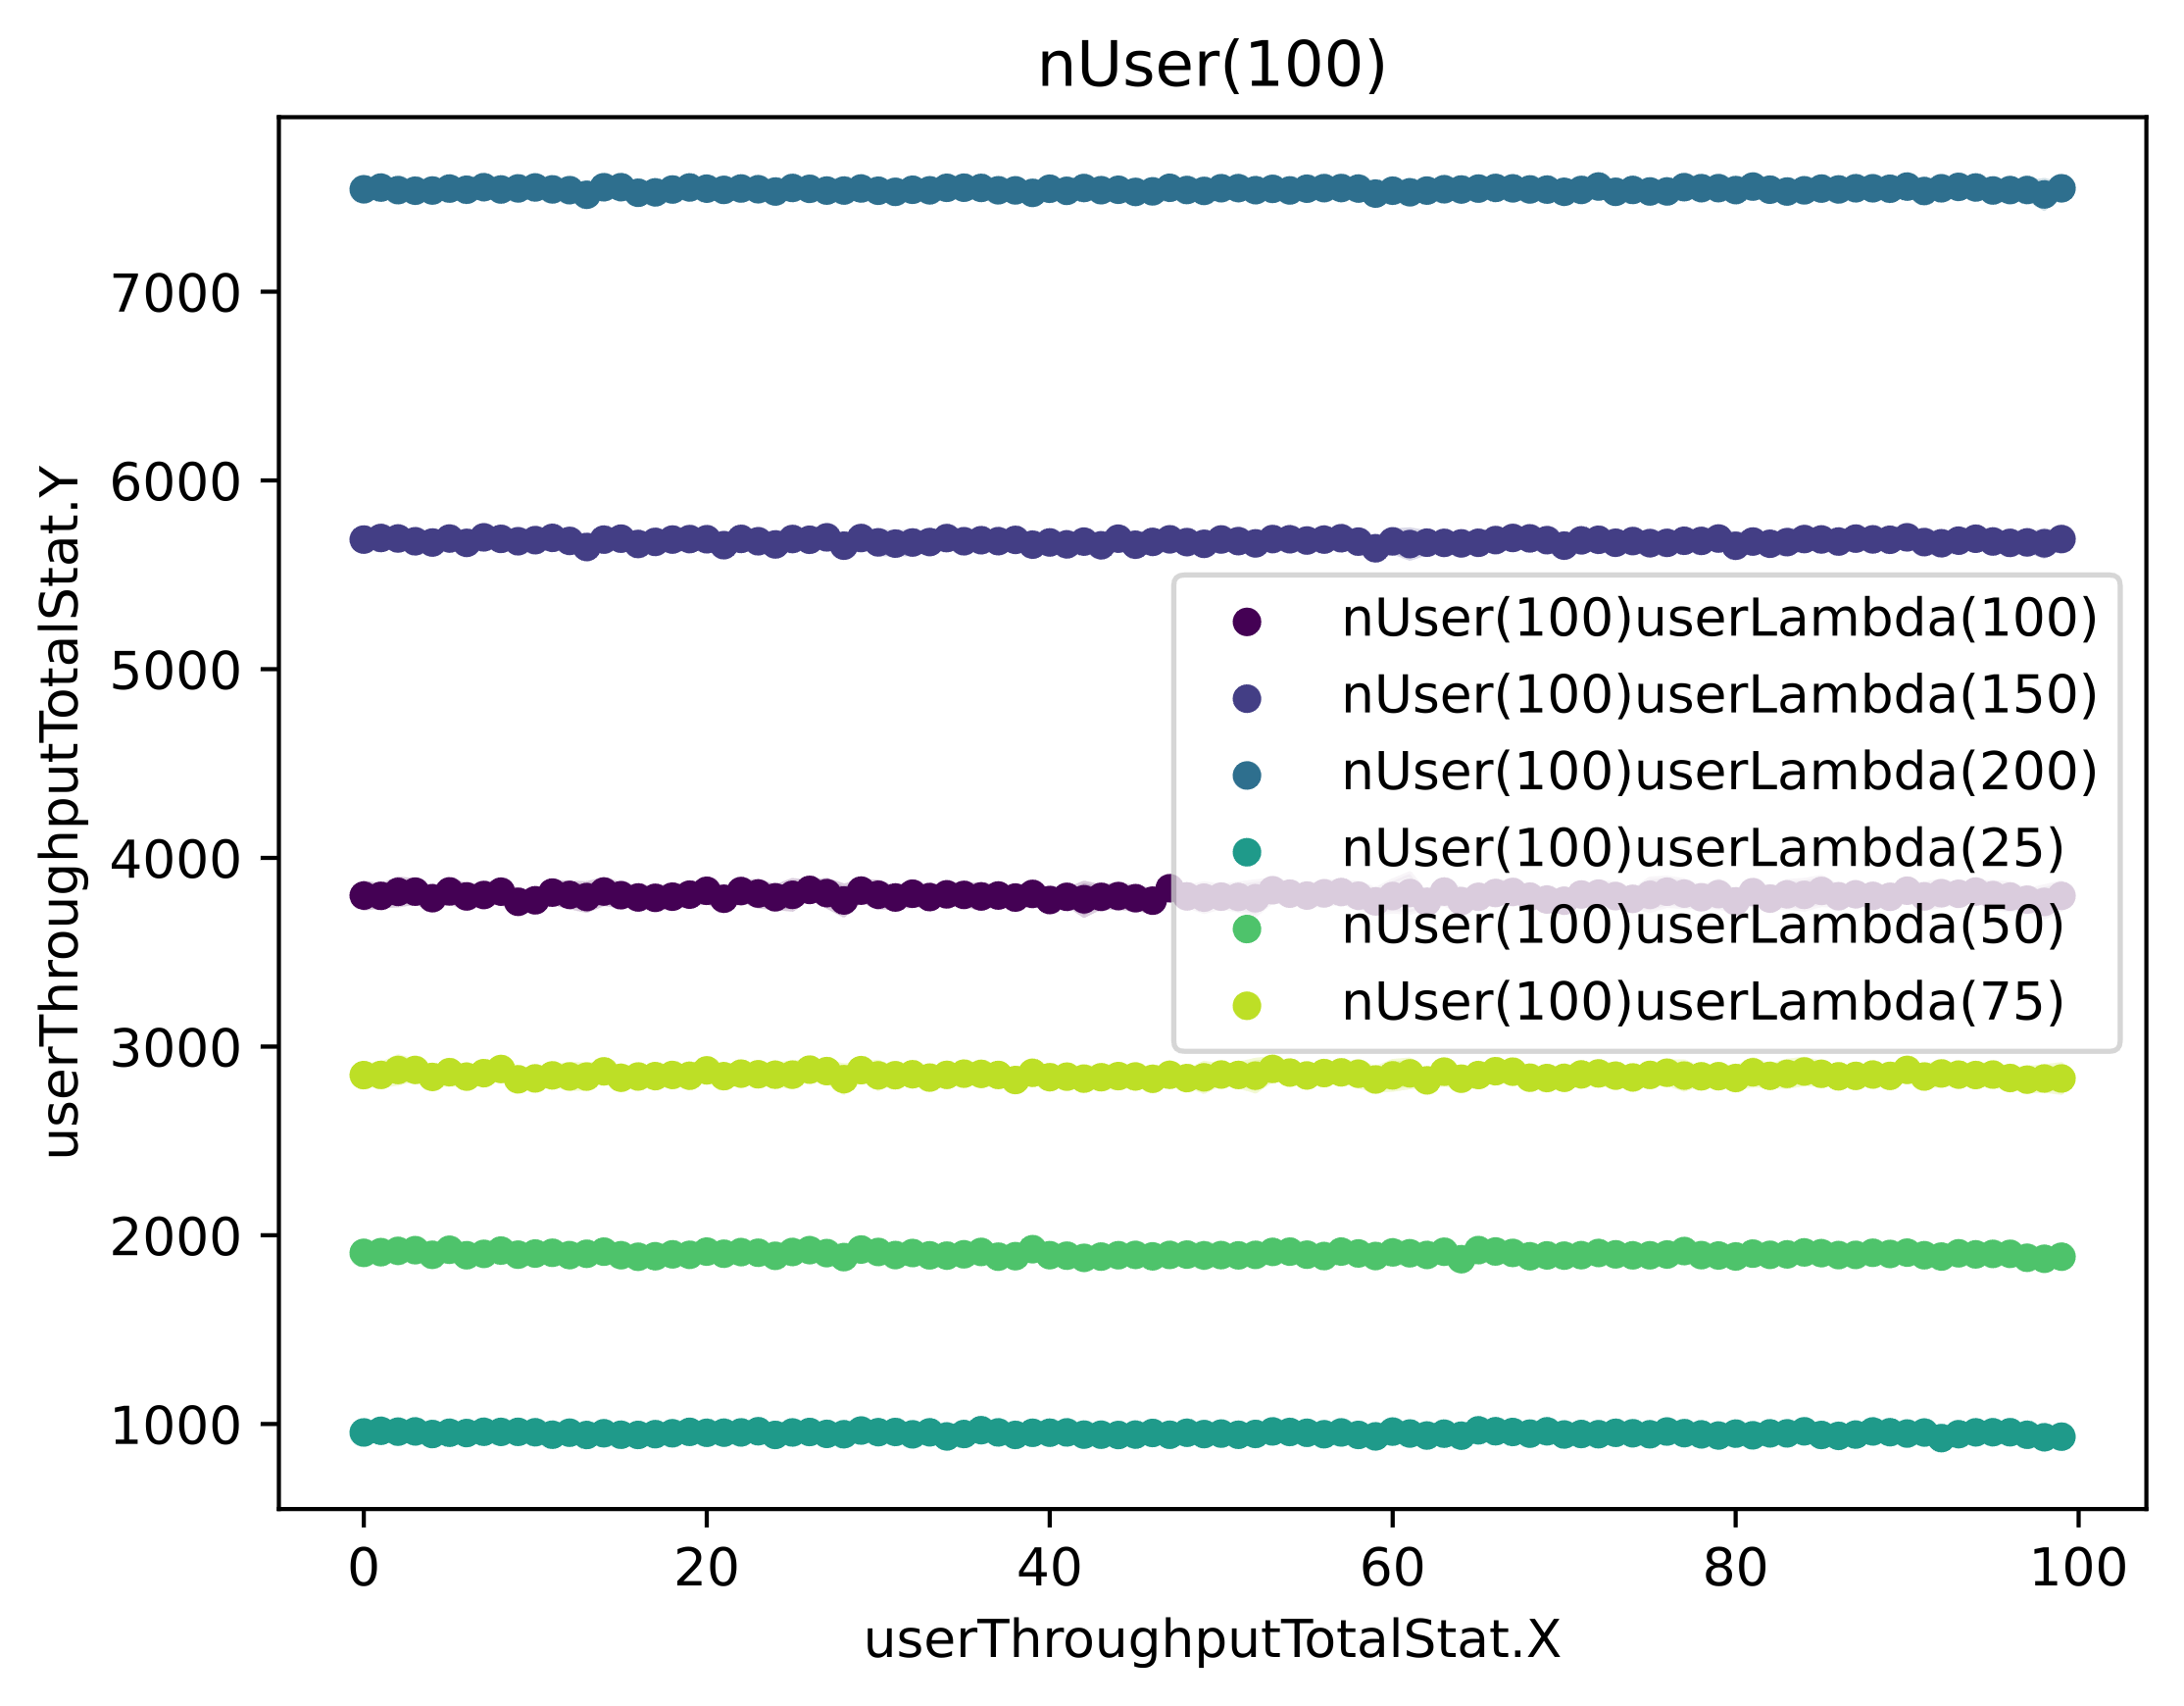 nUser(100)
userThroughputTotalStat.Y
7000
6000
5000
4000
3000
2000
1000
nUser(100)userLambda(100)
nUser(100)userLambda(150)
nUser(100)userLambda(200)
nUser(100)userLambda(25)
nUser(100)userLambda(50)
nUser(100)userLambda(75)
0 20 40 60 80 100
userThroughputTotalStat.X